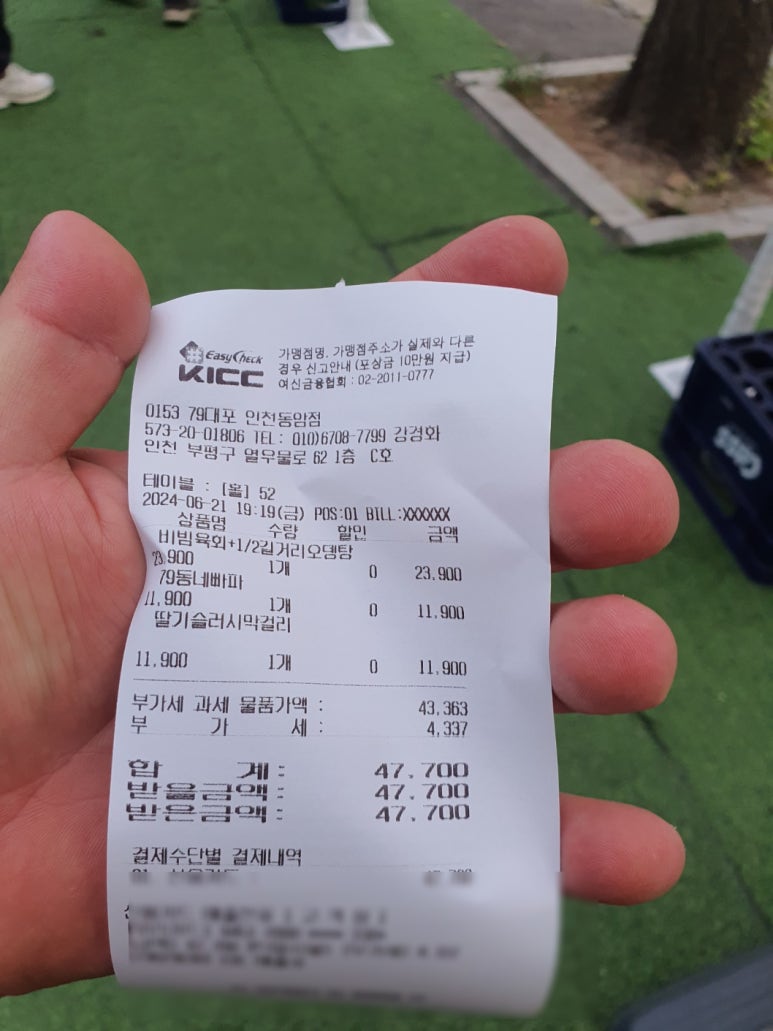 EasyCheck
KICC
가맹점명, 가맹점주소가 실제와 다른
경우 신고안내 (포상금 10만원 지급)
여신금융협회 : 02-2011-0777
0153 79대포 인천동암점
573-20-01806 TEL : 010)6708-7799 강경화
인천 부평구 열우물로 62 1층 C호
테이블 : [홀] 52
2024-06-21 19:19(금) POS:01 BILL:XXXXXX
상품명 수량 할인 금액
비빔육회+1/2길거리오뎅탕
23,900 1개 0 23,900
79동네빠파
11,900 1개 0 11,900
딸기슬러시막걸리
11,900 1개 0 11,900
부가세 과세 물품가액 : 43,363
부 가 세 : 4,337
합 계 : 47,700
받을금액 : 47,700
받은금액 : 47,700
결제수단별 결제내역
Cass